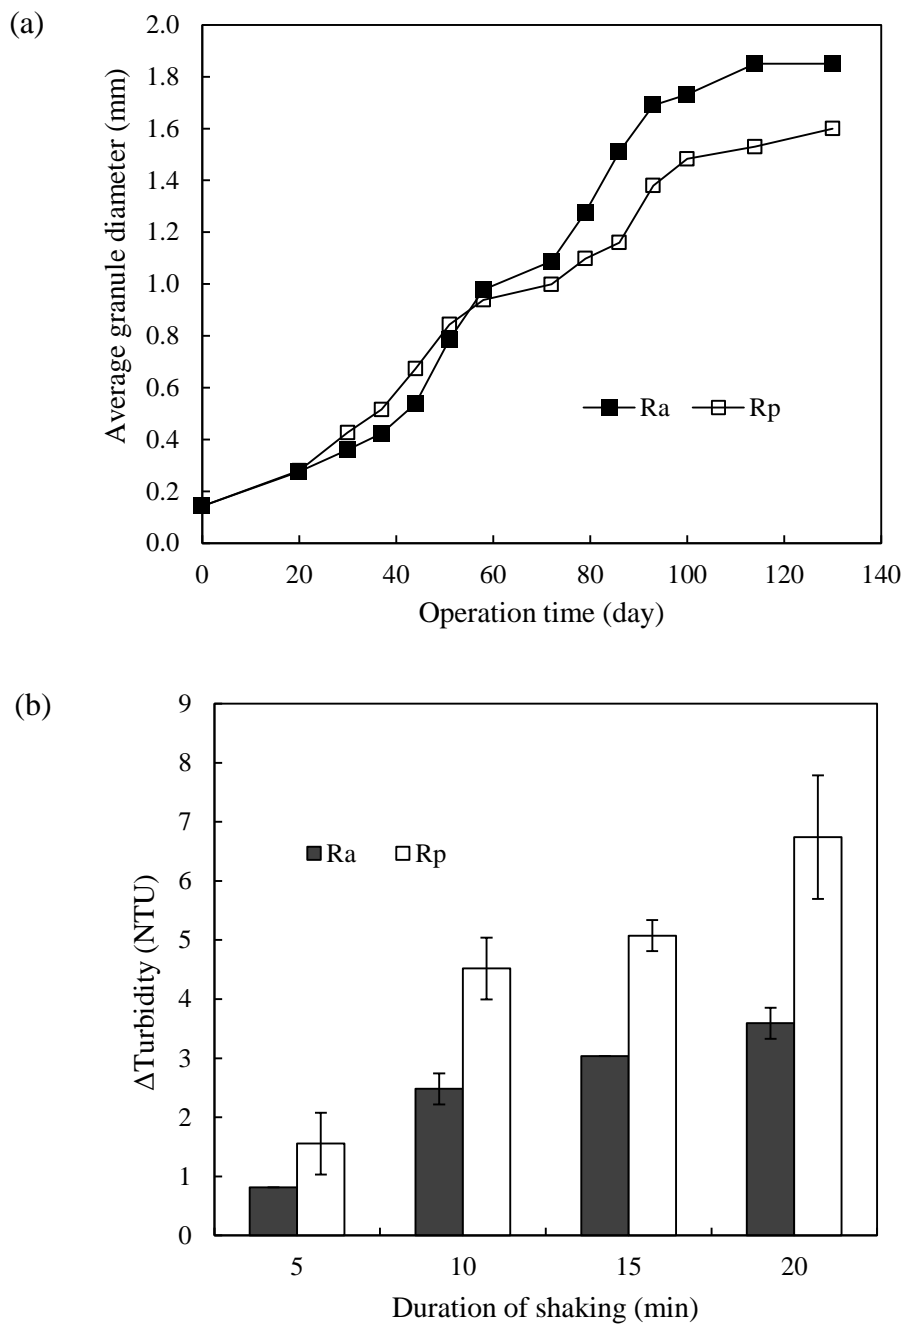 (a)
Average granule diameter (mm)
2.0
1.8
1.6
1.4
1.2
1.0
0.8
0.6
0.4
0.2
0.0
Ra Rp
0 20 40 60 80 100 120 140
Operation time (day)
(b)
ΔTurbidity (NTU)
9
8
7
6
5
4
3
2
1
0
Ra Rp
5 10 15 20
Duration of shaking (min)